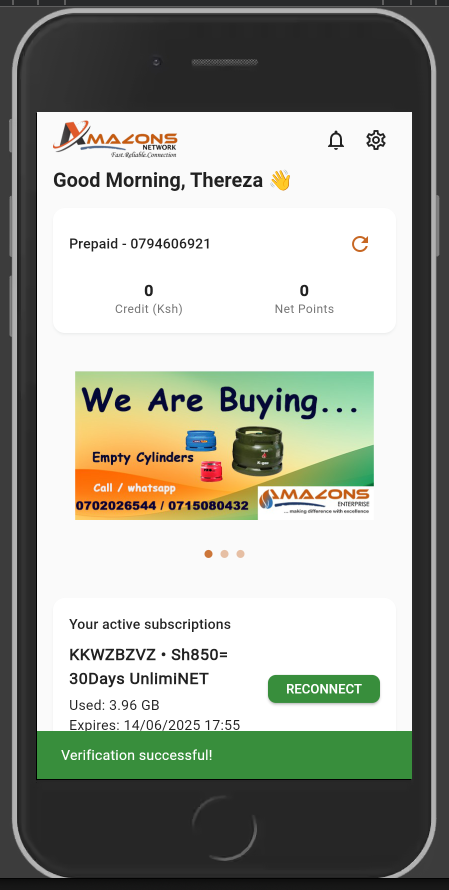 AMAZONS
NETWORK
Fast.Reliable.Connection
Good Morning, Thereza 👋
Prepaid - 0794606921
0
Credit (Ksh)
0
Net Points
We Are Buying...
Empty Cylinders
Call / whatsapp
0702026544 / 0715080432
AMAZONS
ENTERPRISE
... making difference with excellence
Your active subscriptions
KKWZBZVZ • Sh850=
30Days UnlimiNET
RECONNECT
Used: 3.96 GB
Expires: 14/06/2025 17:55
Verification successful!